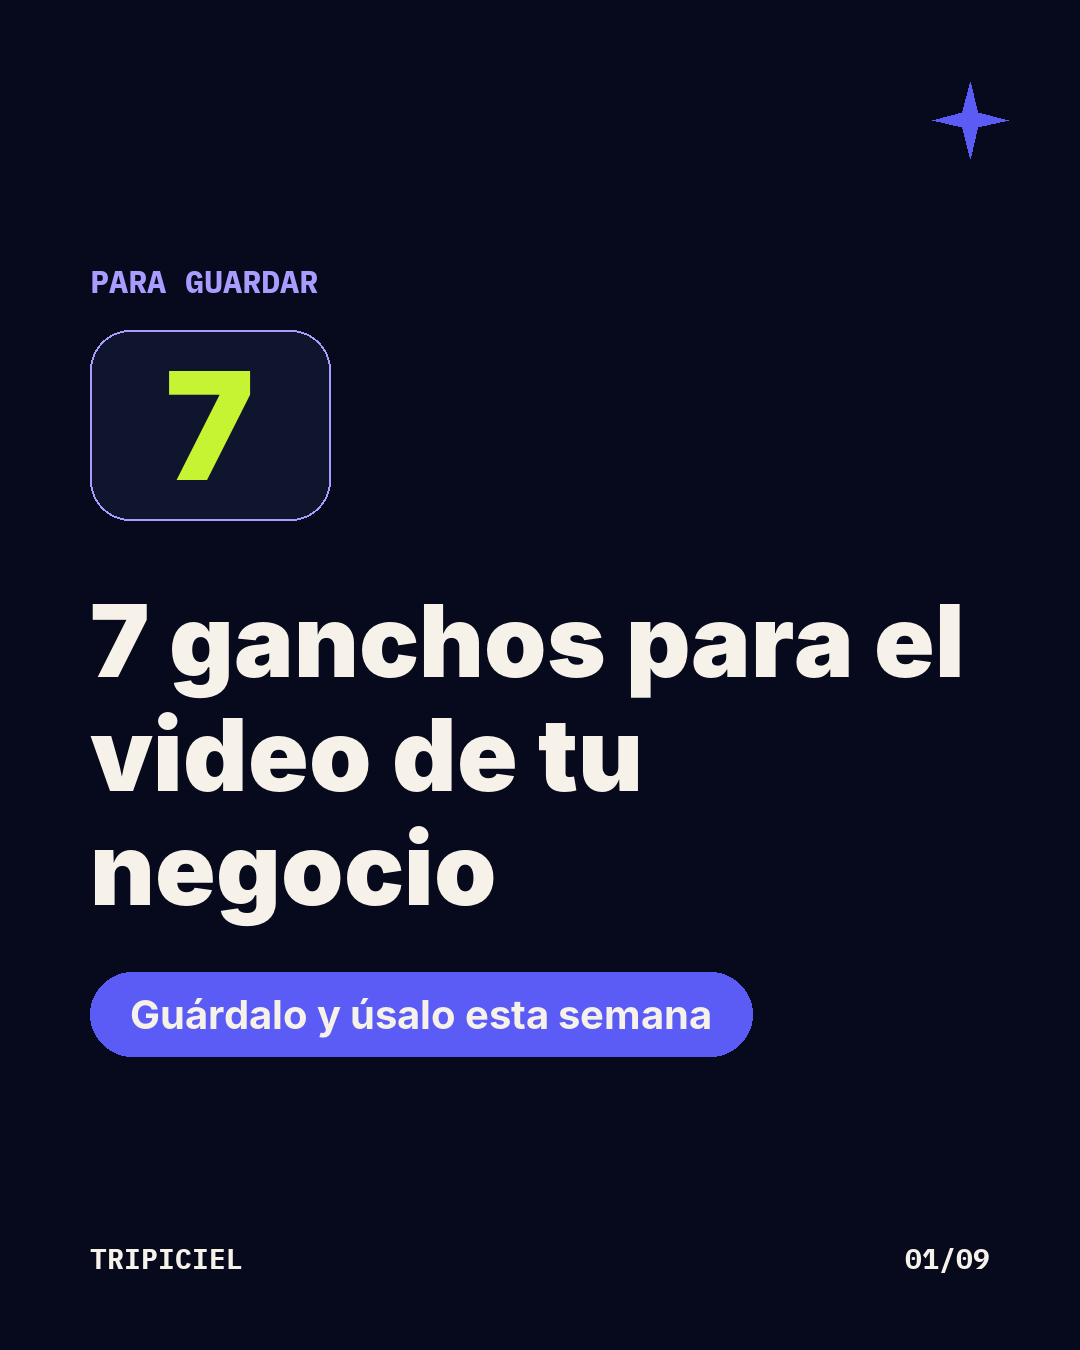 PARA GUARDAR
7
7 ganchos para el
video de tu
negocio
Guárdalo y úsalo esta semana
TRIPICIEL
01/09